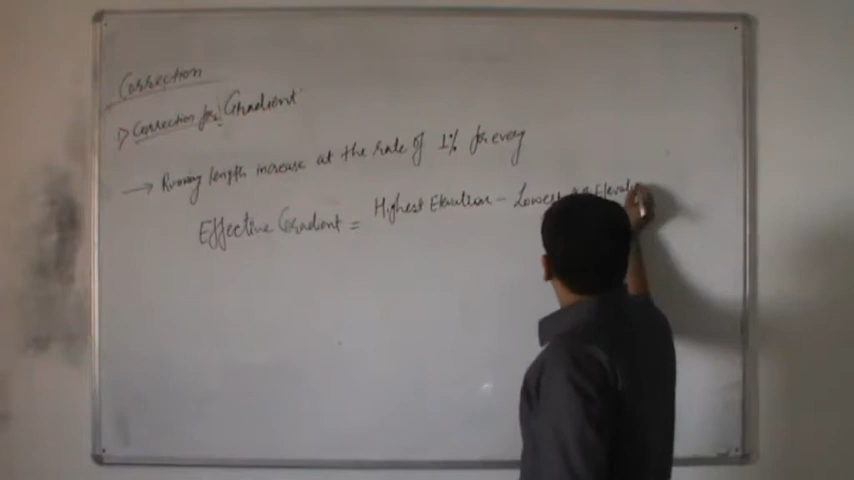 Correction
1) Correction for Gradient
→ Running length increase at the rate of 1% for every
Effective Gradient = Highest Elevation - Lowest